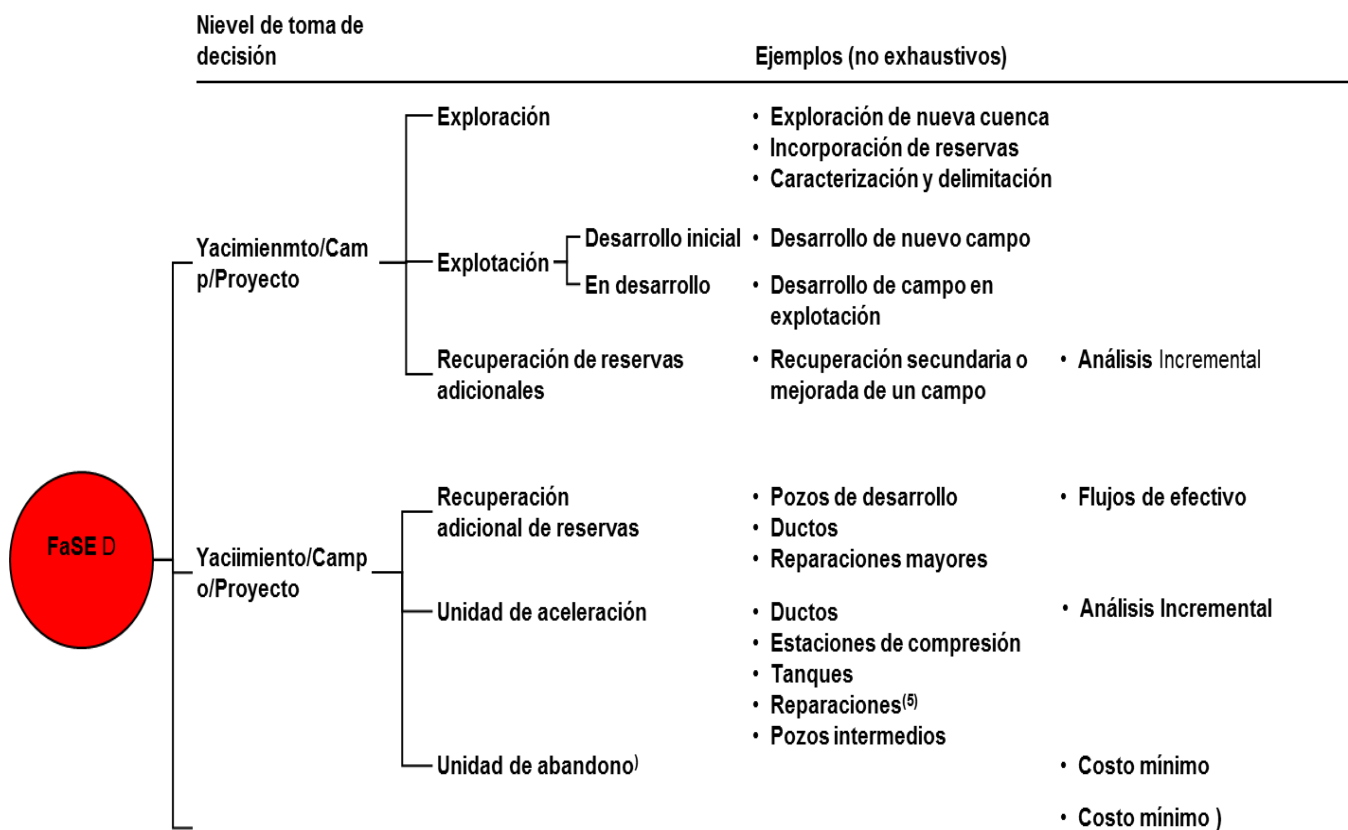 Nievel de toma de
decisión
Ejemplos (no exhaustivos)
Exploración
• Exploración de nueva cuenca
• Incorporación de reservas
• Caracterización y delimitación
Yacimienmto/Cam
p/Proyecto
Explotación
Desarrollo inicial
• Desarrollo de nuevo campo
En desarrollo
• Desarrollo de campo en
explotación
Recuperación de reservas
adicionales
• Recuperación secundaria o
mejorada de un campo
• Análisis Incremental
FaSE D
Yaciimiento/Camp
o/Proyecto
Recuperación
adicional de reservas
• Pozos de desarrollo
• Ductos
• Reparaciones mayores
• Flujos de efectivo
Unidad de aceleración
• Ductos
• Estaciones de compresión
• Tanques
• Reparaciones(5)
• Pozos intermedios
• Análisis Incremental
Unidad de abandono)
• Costo mínimo
• Costo mínimo )